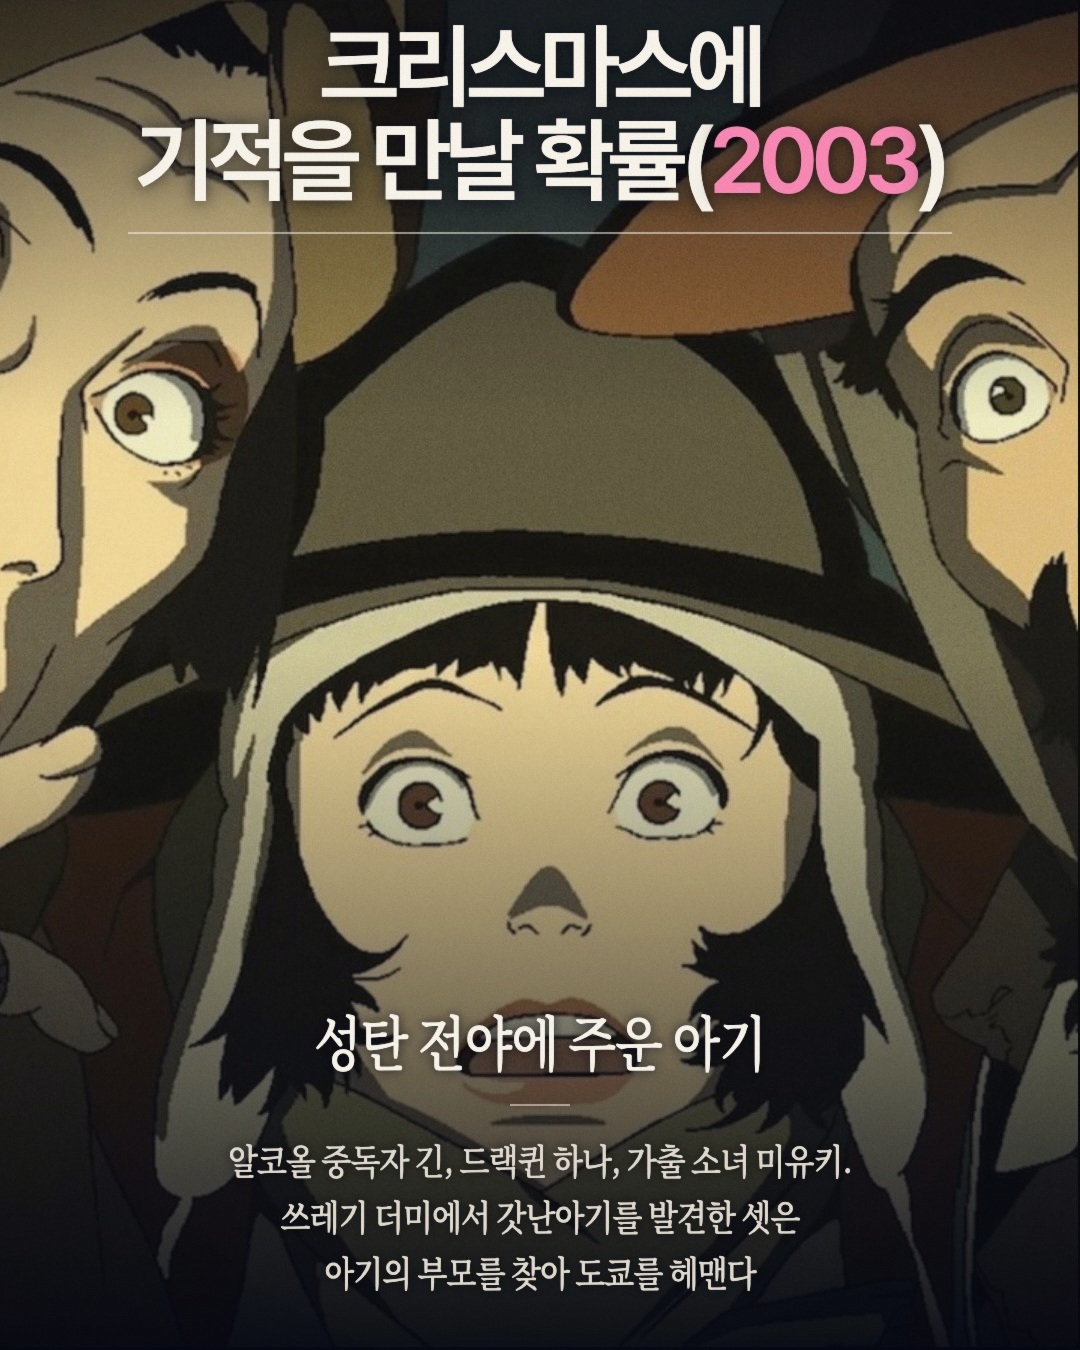 크리스마스에
기적을 만날 확률(2003)
성탄 전야에 주운 아기
알코올 중독자 긴, 드랙퀸 하나, 가출 소녀 미유키.
쓰레기 더미에서 갓난아기를 발견한 셋은
아기의 부모를 찾아 도쿄를 헤맨다